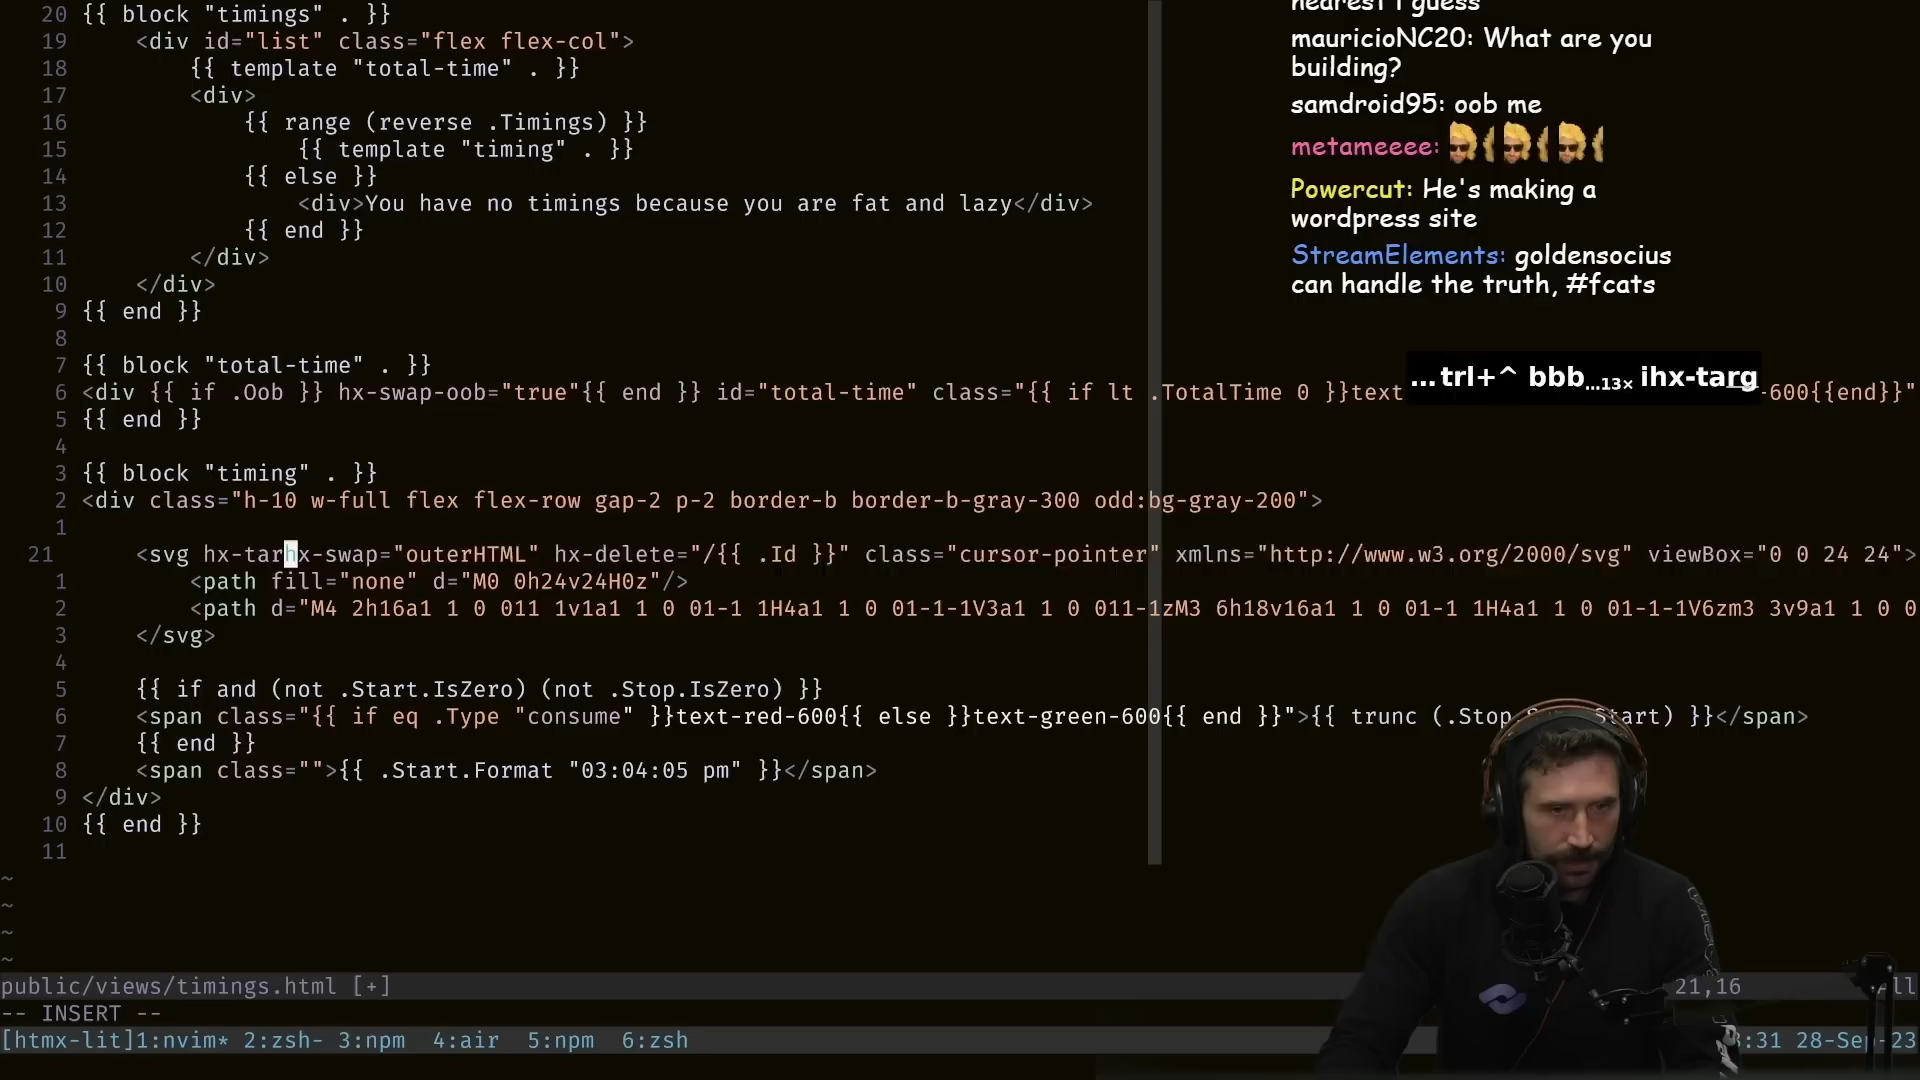 20 {{ block "timings" . }}
19 <div id="list" class="flex flex-col">
18 {{ template "total-time" . }}
17 <div>
16 {{ range (reverse .Timings) }}
15 {{ template "timing" . }}
14 {{ else }}
13 <div>You have no timings because you are fat and lazy</div>
12 {{ end }}
11 </div>
10 </div>
9 {{ end }}
8
7 {{ block "total-time" . }}
6 <div {{ if .Oob }} hx-swap-oob="true"{{ end }} id="total-time" class="{{ if lt .TotalTime 0 }}text -600{{end}}"
5 {{ end }}
4
3 {{ block "timing" . }}
2 <div class="h-10 w-full flex flex-row gap-2 p-2 border-b border-b-gray-300 odd:bg-gray-200">
1
21 <svg hx-tarhx-swap="outerHTML" hx-delete="/{{ .Id }}" class="cursor-pointer" xmlns="http://www.w3.org/2000/svg" viewBox="0 0 24 24">
1 <path fill="none" d="M0 0h24v24H0z"/>
2 <path d="M4 2h16a1 1 0 011 1v1a1 1 0 01-1 1H4a1 1 0 01-1-1V3a1 1 0 011-1zM3 6h18v16a1 1 0 01-1 1H4a1 1 0 01-1-1V6zm3 3v9a1 1 0 0
3 </svg>
4
5 {{ if and (not .Start.IsZero) (not .Stop.IsZero) }}
6 <span class="{{ if eq .Type "consume" }}text-red-600{{ else }}text-green-600{{ end }}">{{ trunc (.Stop Start) }}</span>
7 {{ end }}
8 <span class="">{{ .Start.Format "03:04:05 pm" }}</span>
9 </div>
10 {{ end }}
11
~
~
~
~
public/views/timings.html [+] 21,16
-- INSERT --
[htmx-lit]1:nvim* 2:zsh- 3:npm 4:air 5:npm 6:zsh :31 28-Sep-23
nearest i guess
mauricioNC20: What are you
building?
samdroid95: oob me
metameeee:
Powercut: He's making a
wordpress site
StreamElements: goldensocius
can handle the truth, #fcats
…trl+^ bbb…13× ihx-targ